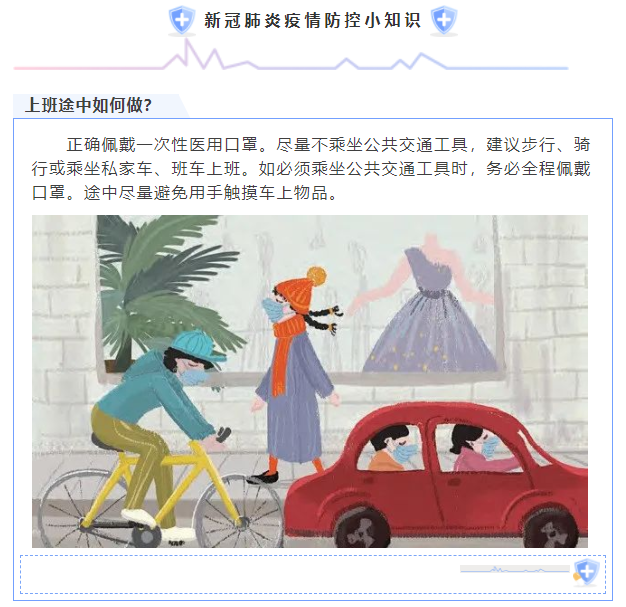 新冠肺炎疫情防控小知识
上班途中如何做？
正确佩戴一次性医用口罩。尽量不乘坐公共交通工具，建议步行、骑
行或乘坐私家车、班车上班。如必须乘坐公共交通工具时，务必全程佩戴
口罩。途中尽量避免用手触摸车上物品。